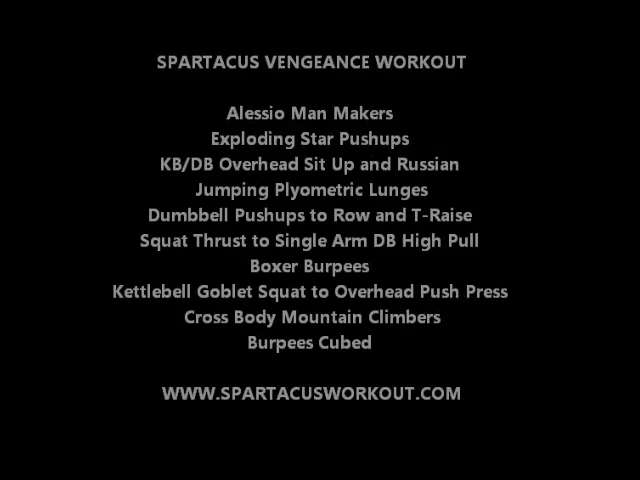 SPARTACUS VENGEANCE WORKOUT
Alessio Man Makers
Exploding Star Pushups
KB/DB Overhead Sit Up and Russian
Jumping Plyometric Lunges
Dumbbell Pushups to Row and T-Raise
Squat Thrust to Single Arm DB High Pull
Boxer Burpees
Kettlebell Goblet Squat to Overhead Push Press
Cross Body Mountain Climbers
Burpees Cubed
WWW.SPARTACUSWORKOUT.COM